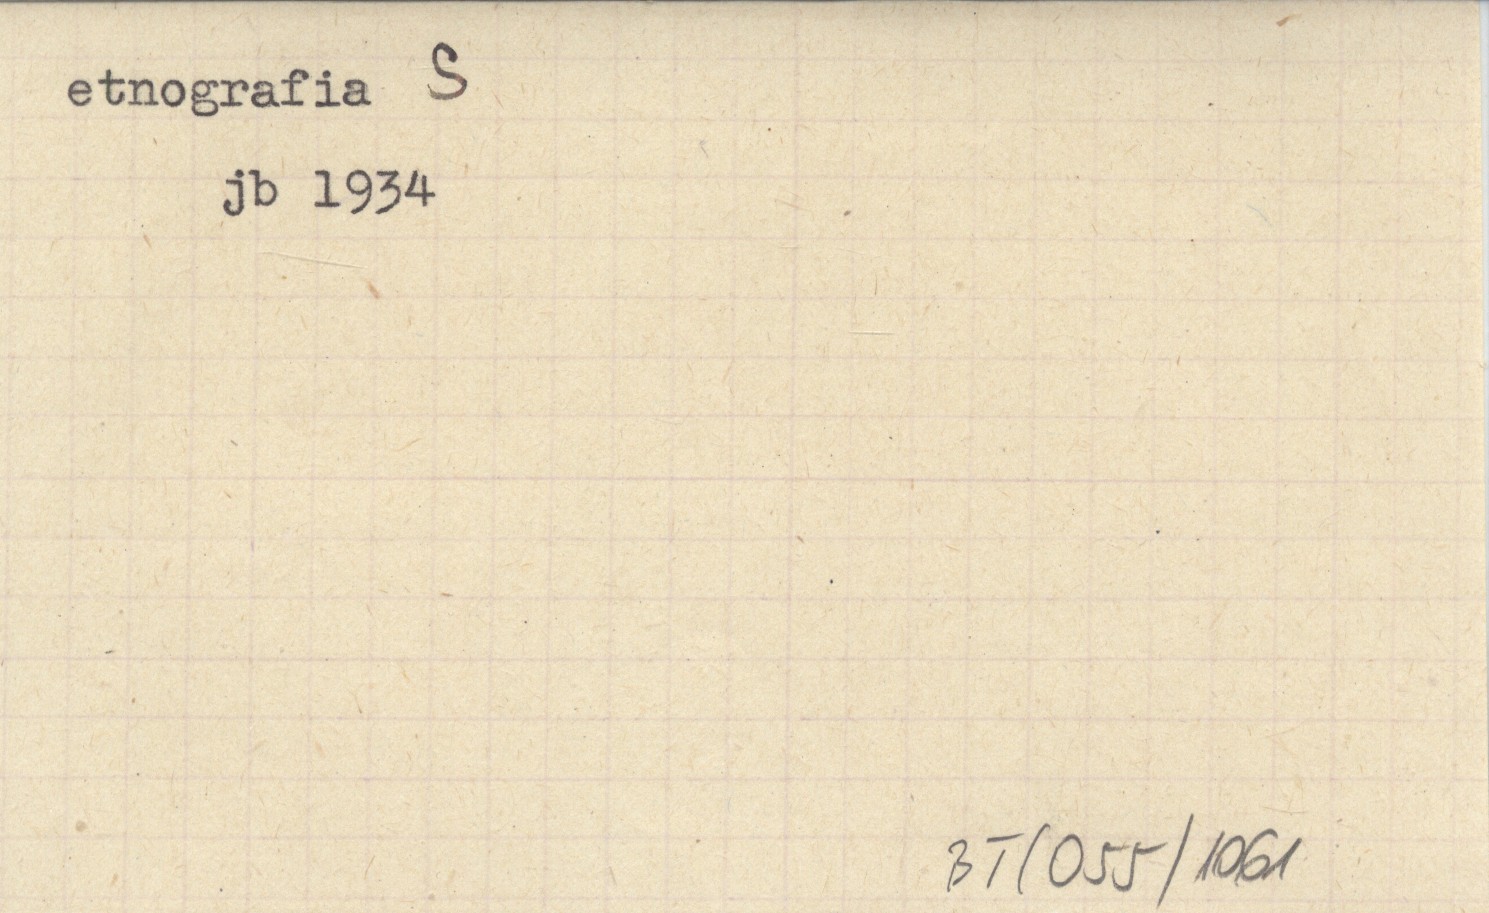 etnografia S
jb 1934
BT/055/1061